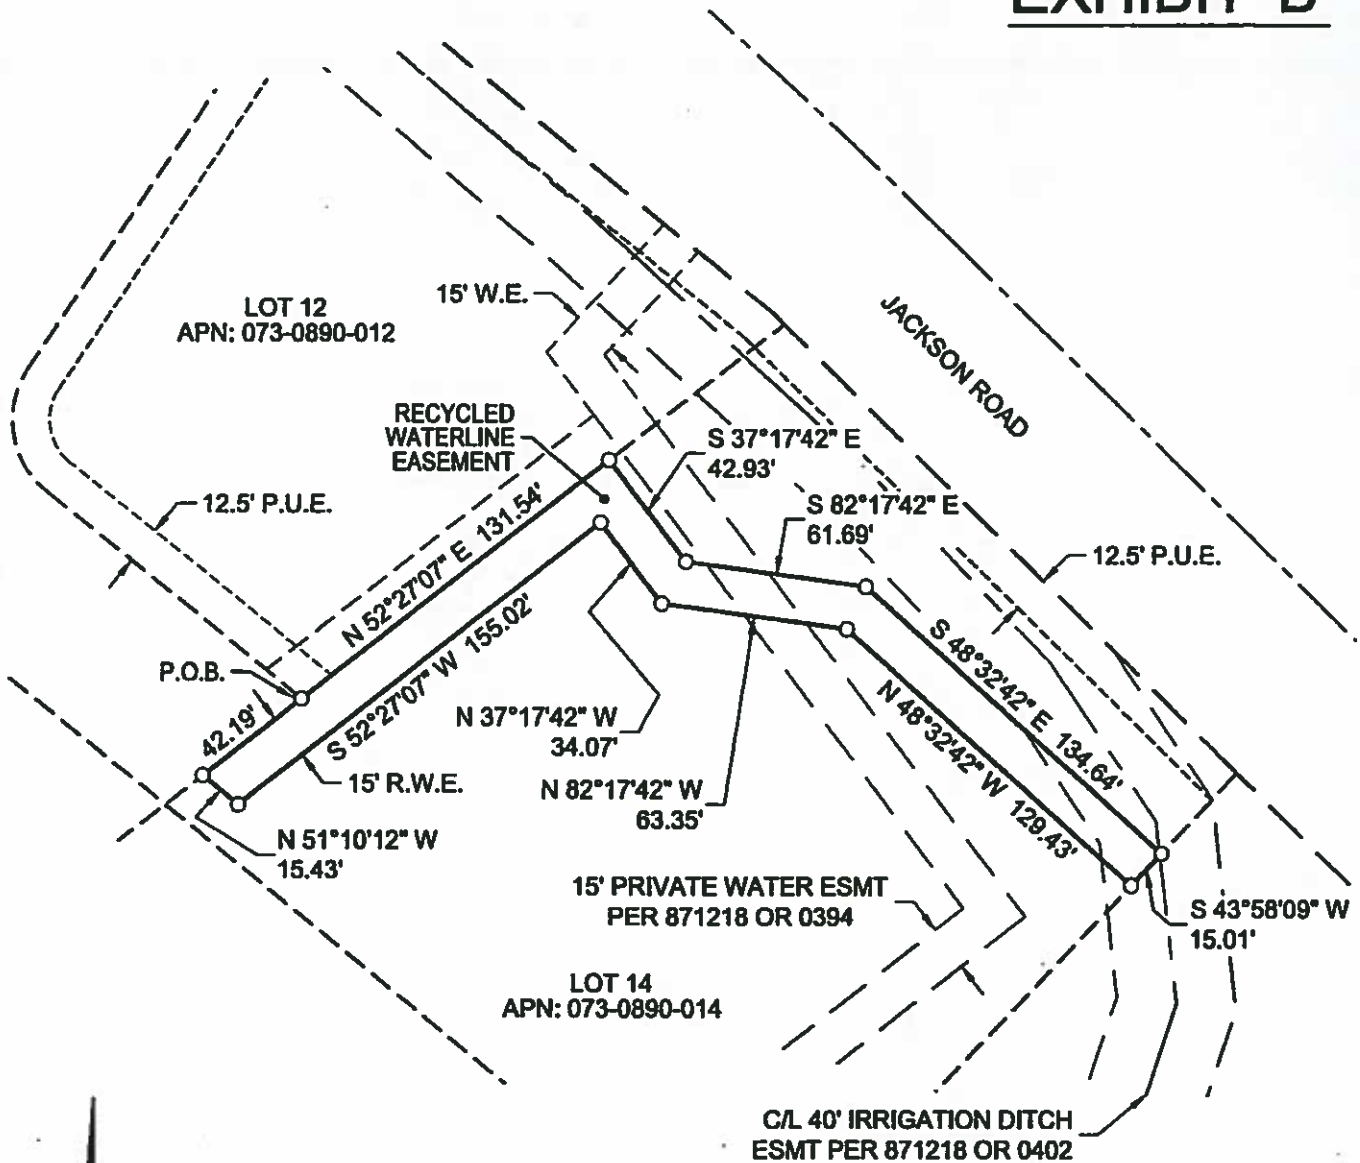 EXHIBIT "B"
LOT 12
APN: 073-0890-012
15' W.E.
JACKSON ROAD
RECYCLED
WATERLINE
EASEMENT
S 37°17'42" E
42.93'
12.5' P.U.E.
S 82°17'42" E
61.69'
12.5' P.U.E.
N 52°27'07" E 131.54'
S 48°32'42" E 134.64'
P.O.B.
S 52°27'07" W 155.02'
42.19'
N 37°17'42" W
34.07'
N 48°32'42" W 129.43'
15' R.W.E.
N 82°17'42" W
63.35'
N 51°10'12" W
15.43'
15' PRIVATE WATER ESMT
PER 871218 OR 0394
S 43°58'09" W
15.01'
LOT 14
APN: 073-0890-014
C/L 40' IRRIGATION DITCH
ESMT PER 871218 OR 0402